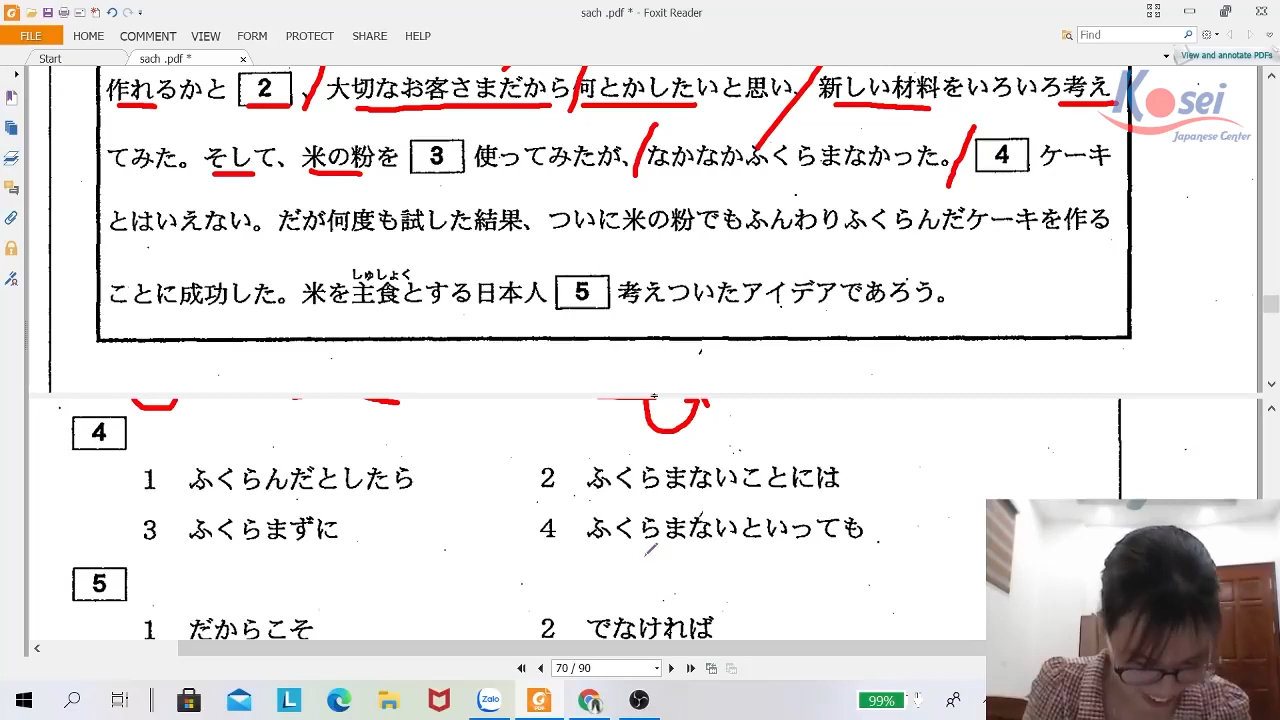 sach .pdf * - Foxit Reader
FILE HOME COMMENT VIEW FORM PROTECT SHARE HELP
Find
Start sach .pdf *
View and annotate PDFs
Kosei
Japanese Center
作れるかと 2 、大切なお客さまだから何とかしたいと思い、新しい材料をいろいろ考え
てみた。そして、米の粉を 3 使ってみたが、なかなかふくらまなかった。 4 ケーキ
とはいえない。だが何度も試した結果、ついに米の粉でもふんわりふくらんだケーキを作る
しゅしょく
ことに成功した。米を主食とする日本人 5 考えついたアイデアであろう。
4
1 ふくらんだとしたら 2 ふくらまないことには
3 ふくらまずに 4 ふくらまないといっても
5
1 だからこそ 2 でなければ
70 / 90
99%